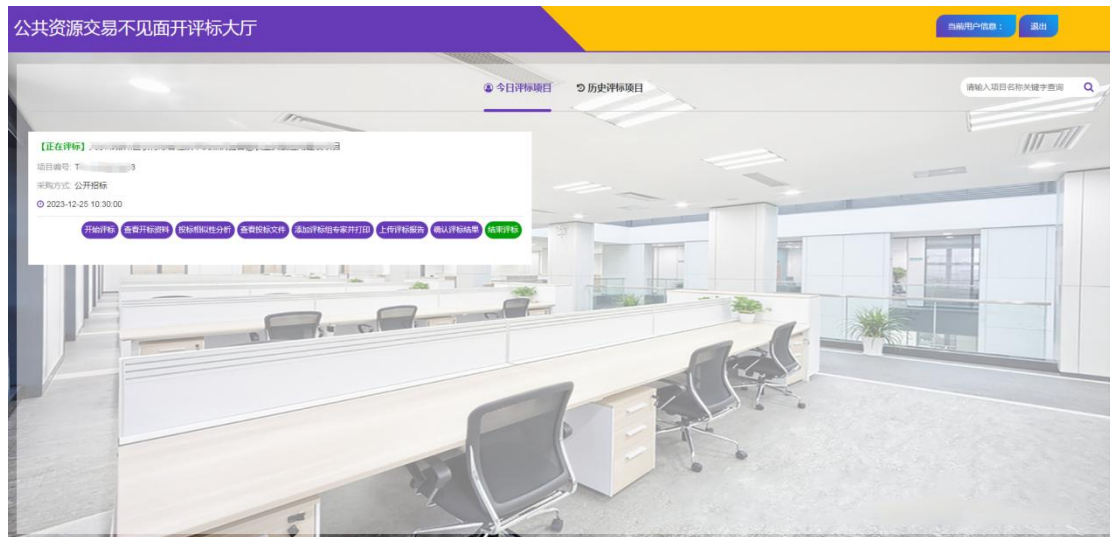 公共资源交易不见面开评标大厅
当前用户信息： 退出
今日评标项目 历史评标项目 请输入项目名称关键字查询
【正在评标】
项目编号: T 3
采购方式: 公开招标
2023-12-25 10:30:00
开始评标 查看开标资料 投标相似性分析 查看投标文件 添加评标组专家并打印 上传评标报告 确认评标结果 结束评标